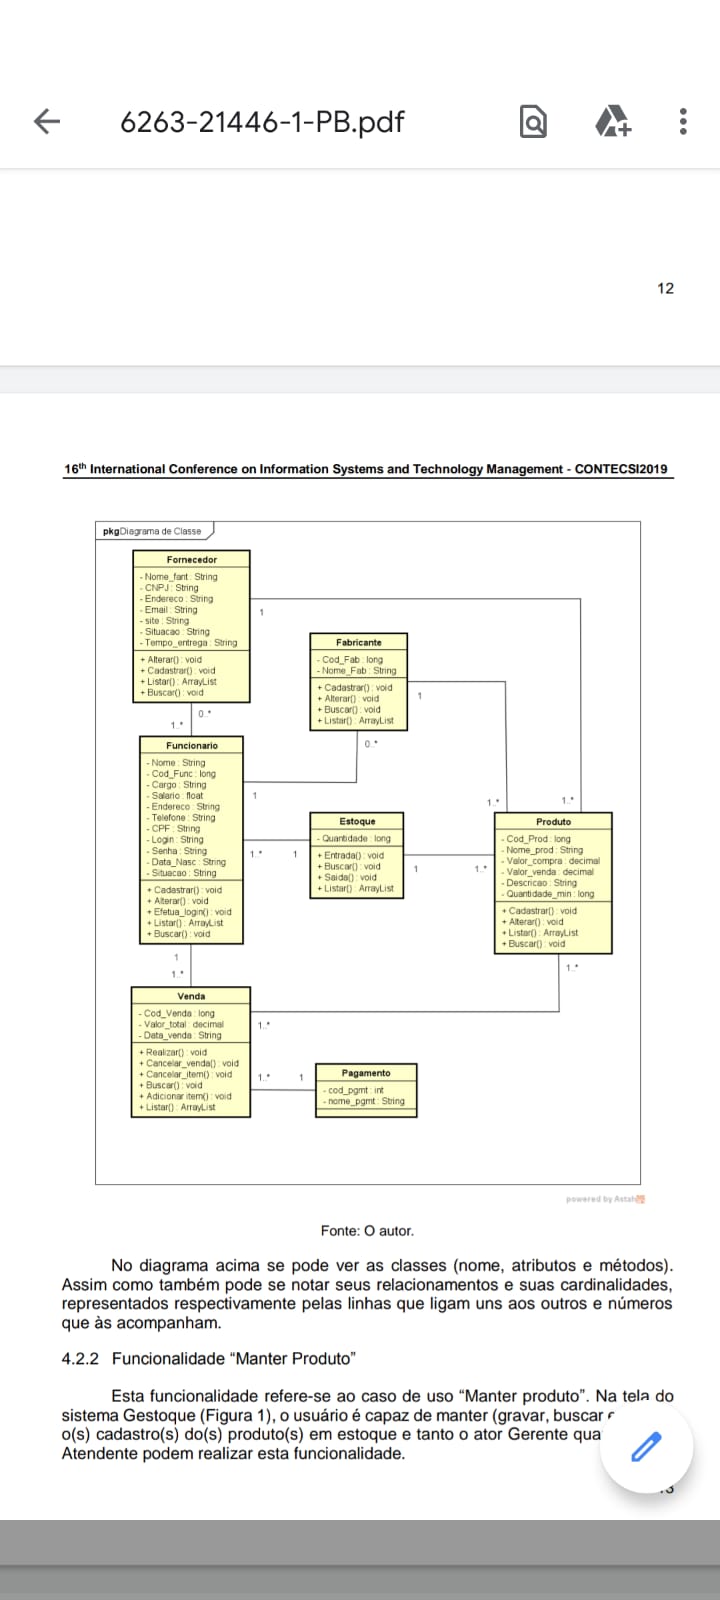 6263-21446-1-PB.pdf
12
16th International Conference on Information Systems and Technology Management - CONTECSI2019
pkgDiagrama de Classe
Fornecedor
- Nome_fant : String
- CNPJ : String
- Endereco : String
- Email : String
- site : String
- Situacao : String
- Tempo_entrega : String
+ Alterar() : void
+ Cadastrar() : void
+ Listar() : ArrayList
+ Buscar() : void
1
Fabricante
- Cod_Fab : long
- Nome_Fab : String
+ Cadastrar() : void
+ Alterar() : void
+ Buscar() : void
+ Listar() : ArrayList
1
0..*
1..*
0..*
Funcionario
- Nome : String
- Cod_Func : long
- Cargo : String
- Salario : float
- Endereco : String
- Telefone : String
- CPF : String
- Login : String
- Senha : String
- Data_Nasc : String
- Situacao : String
+ Cadastrar() : void
+ Alterar() : void
+ Efetua_login() : void
+ Listar() : ArrayList
+ Buscar() : void
1
1..*
1
Estoque
- Quantidade : long
+ Entrada() : void
+ Buscar() : void
+ Saida() : void
+ Listar() : ArrayList
1
1..*
1..*
1..*
Produto
- Cod_Prod : long
- Nome_prod : String
- Valor_compra : decimal
- Valor_venda : decimal
- Descricao : String
- Quantidade_min : long
+ Cadastrar() : void
+ Alterar() : void
+ Listar() : ArrayList
+ Buscar() : void
1..*
1
1..*
Venda
- Cod_Venda : long
- Valor_total : decimal
- Data_venda : String
+ Realizar() : void
+ Cancelar_venda() : void
+ Cancelar_item() : void
+ Buscar() : void
+ Adicionar item() : void
+ Listar() : ArrayList
1..*
1..*
1
Pagamento
- cod_pgmt : int
- nome_pgmt : String
powered by Astah
Fonte: O autor.
No diagrama acima se pode ver as classes (nome, atributos e métodos).
Assim como também pode se notar seus relacionamentos e suas cardinalidades,
representados respectivamente pelas linhas que ligam uns aos outros e números
que às acompanham.
4.2.2 Funcionalidade “Manter Produto”
Esta funcionalidade refere-se ao caso de uso “Manter produto”. Na tela do
sistema Gestoque (Figura 1), o usuário é capaz de manter (gravar, buscar
o(s) cadastro(s) do(s) produto(s) em estoque e tanto o ator Gerente qua
Atendente podem realizar esta funcionalidade.